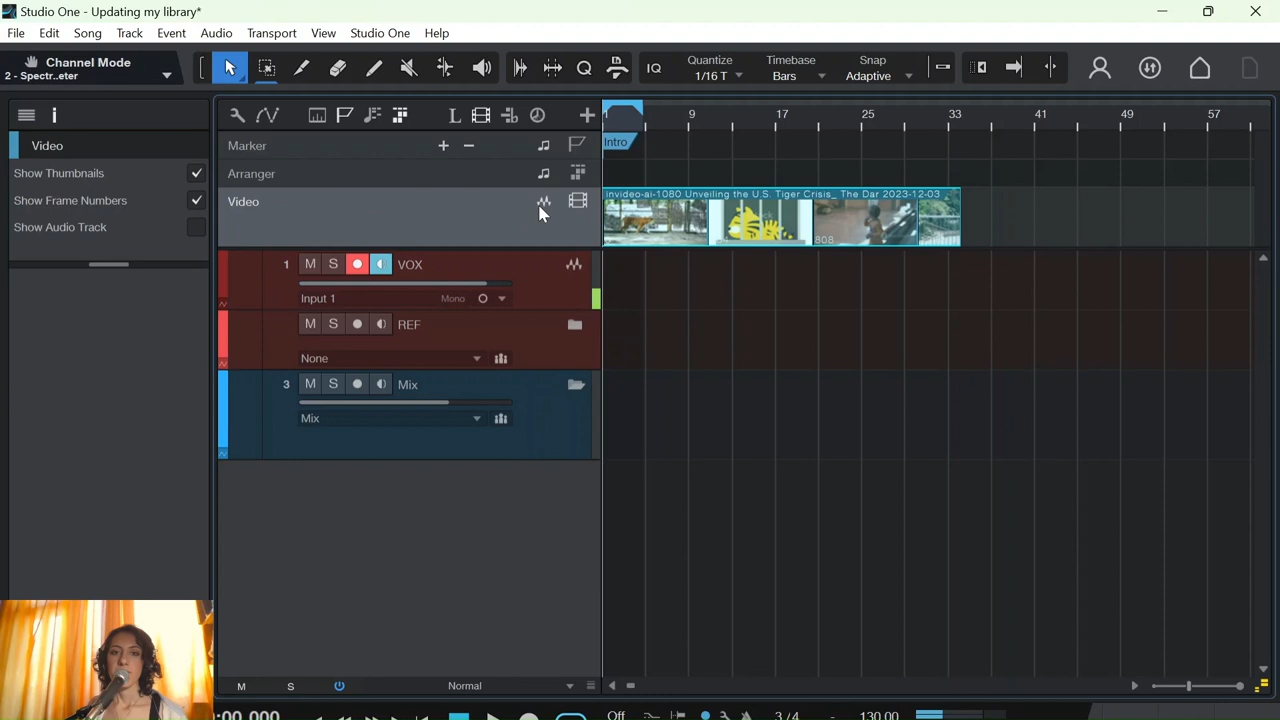 Studio One - Updating my library*
File Edit Song Track Event Audio Transport View Studio One Help
Channel Mode
2 - Spectr..eter
IQ
Quantize
1/16 T
Timebase
Bars
Snap
Adaptive
i
L
1 9 17 25 33 41 49 57
Video
Marker
Intro
Show Thumbnails
Arranger
Show Frame Numbers
Video
invideo-ai-1080 Unveiling the U.S. Tiger Crisis_ The Dar 2023-12-03
808
Show Audio Track
1 M S VOX
Input 1 Mono
M S REF
None
3 M S Mix
Mix
M S Normal
:00.000 Off 3/4 - 130.00